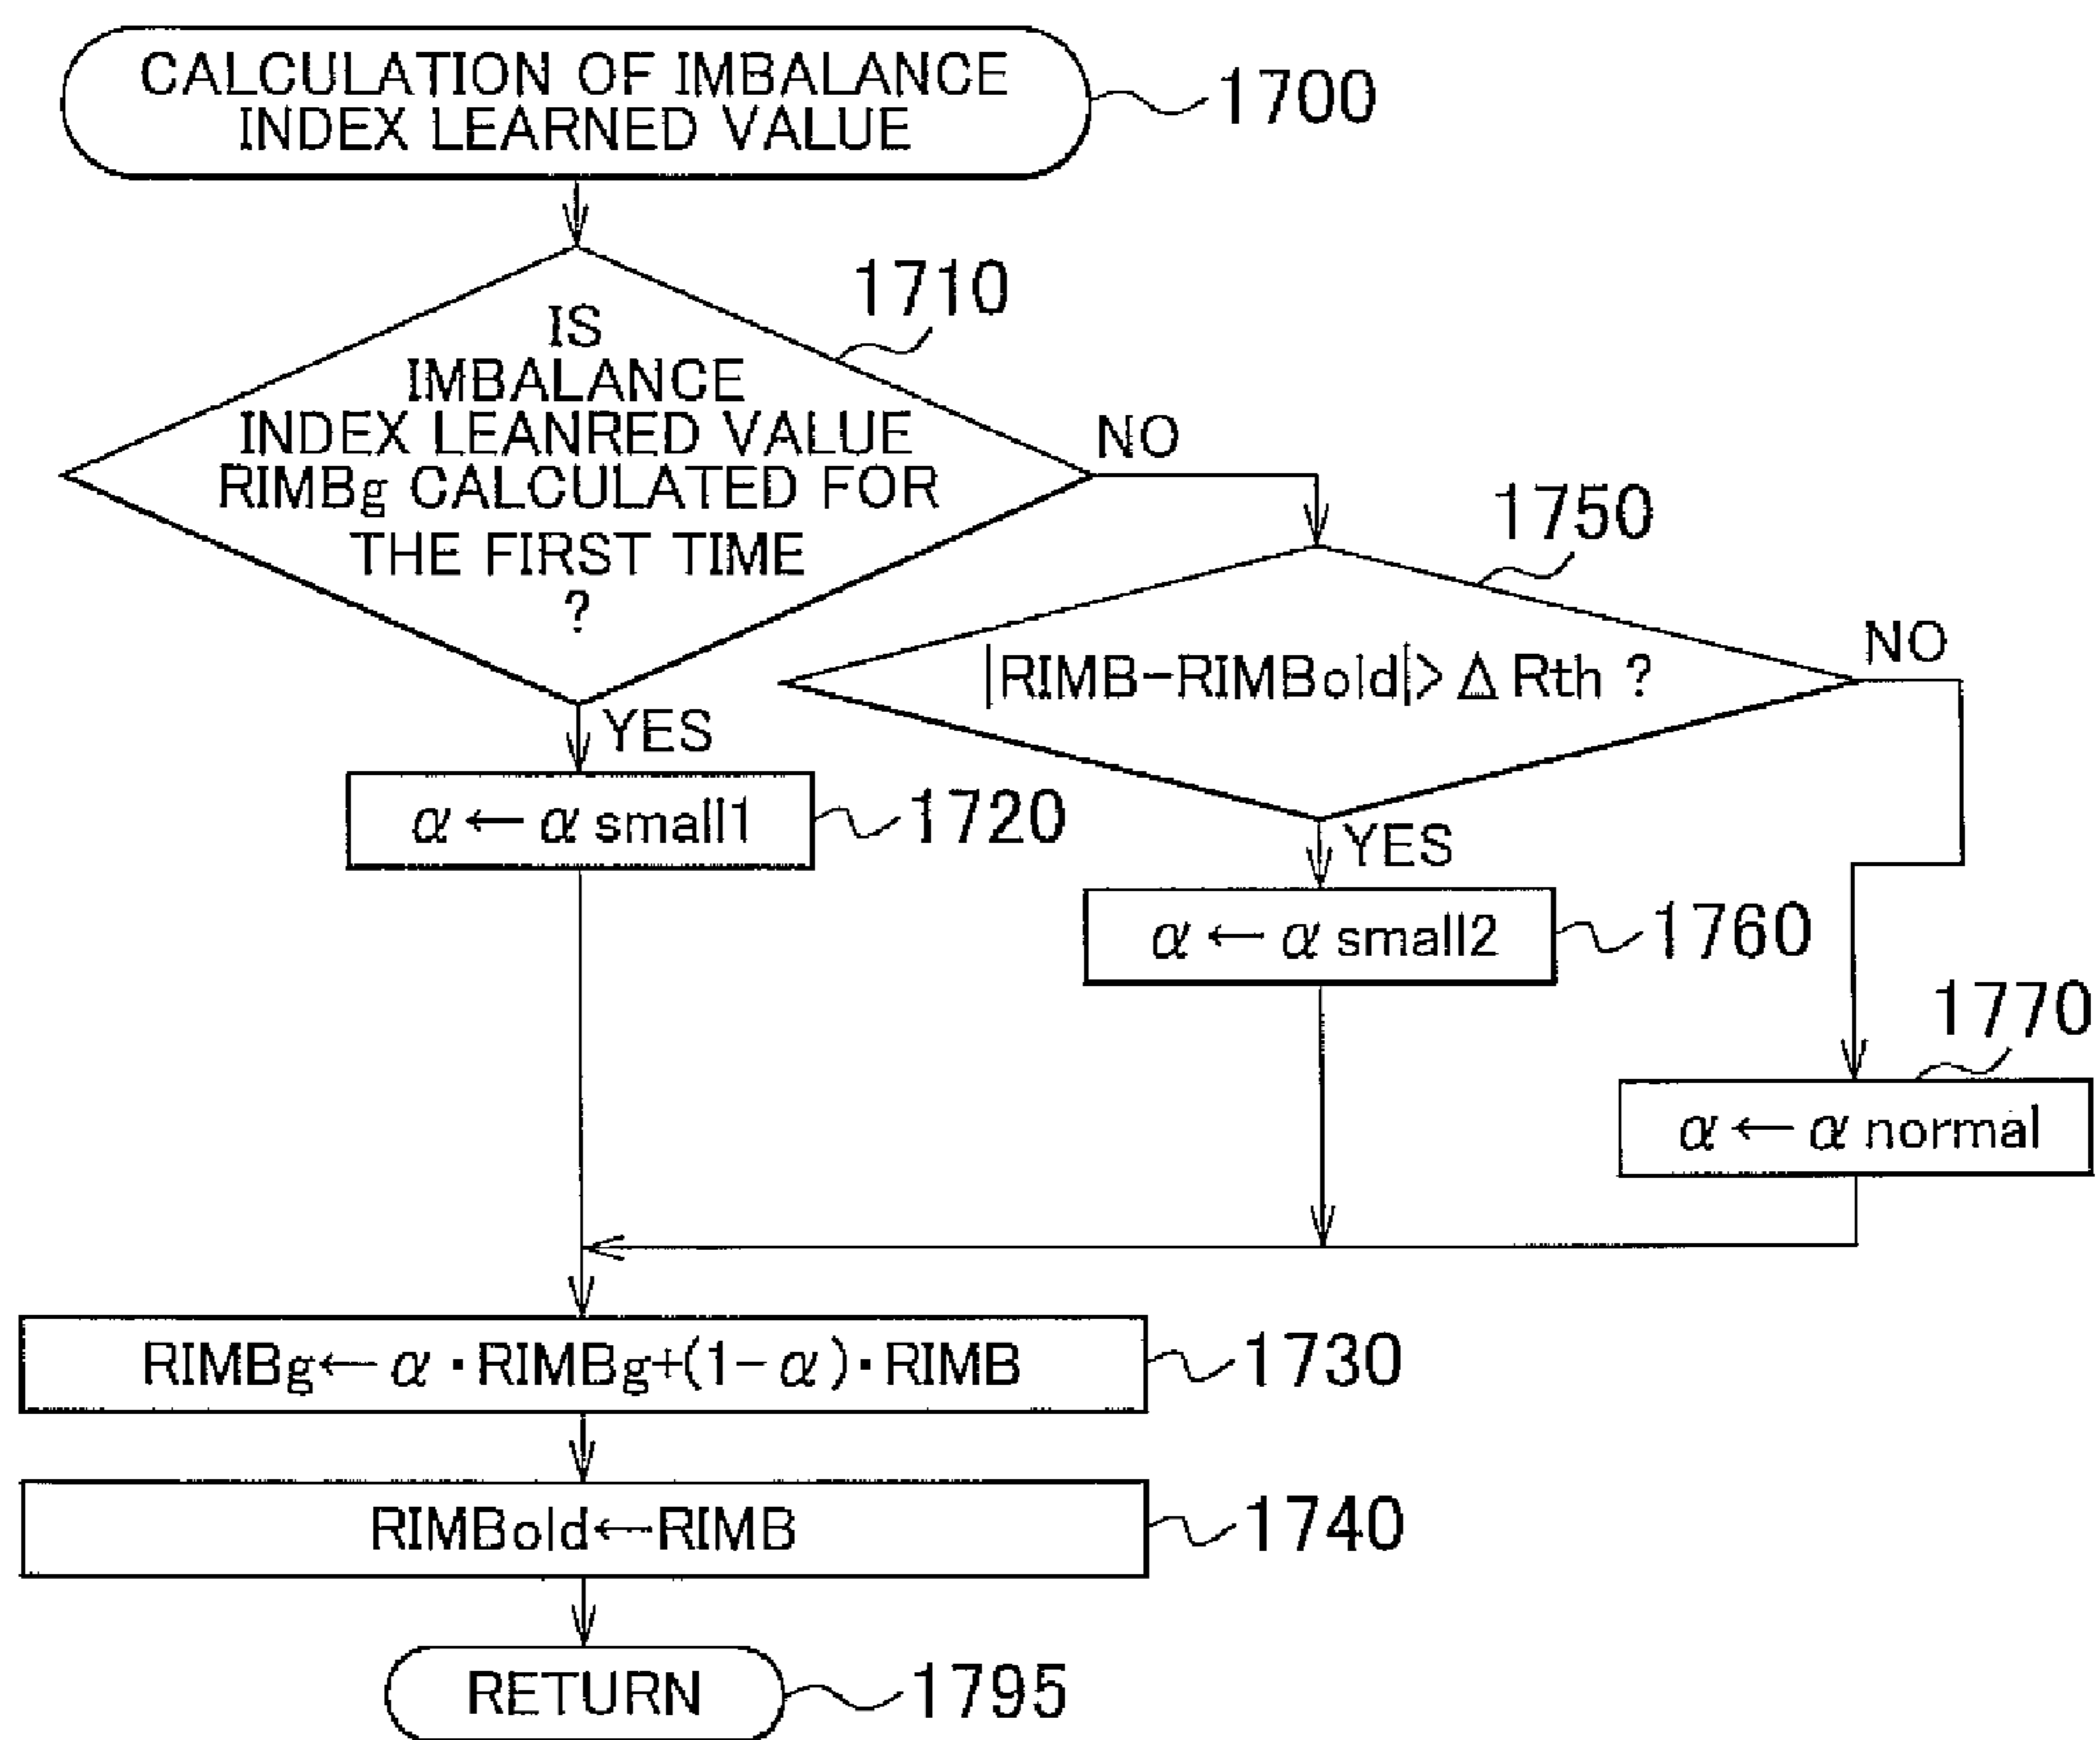 CALCULATION OF IMBALANCE
INDEX LEARNED VALUE
1700
1710
IS
IMBALANCE
INDEX LEANRED VALUE
RIMBg CALCULATED FOR
THE FIRST TIME
?
NO
YES
1750
|RIMB-RIMBold|> Δ Rth ?
NO
YES
α ← α small1
1720
α ← α small2
1760
1770
α ← α normal
RIMBg← α ・RIMBg+(1- α )・RIMB
1730
RIMBold←RIMB
1740
RETURN
1795